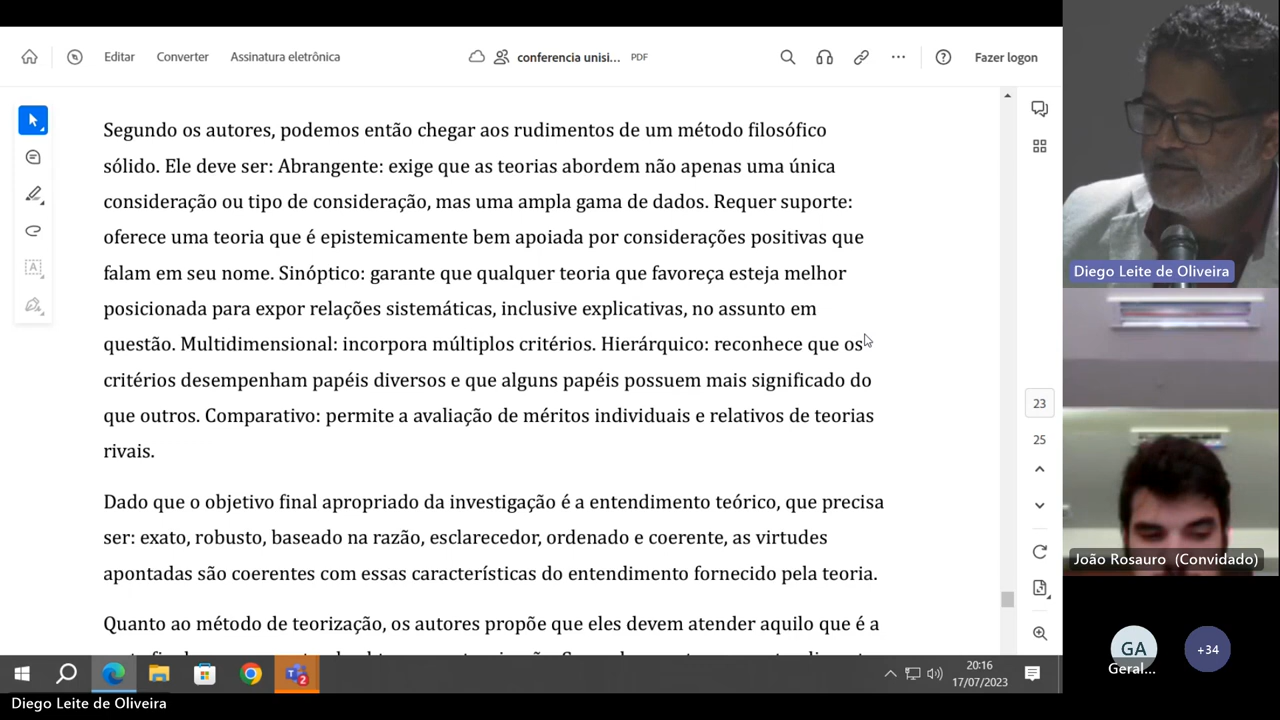 Editar
Converter
Assinatura eletrônica
conferencia unisi...
PDF
Fazer logon
Segundo os autores, podemos então chegar aos rudimentos de um método filosófico
sólido. Ele deve ser: Abrangente: exige que as teorias abordem não apenas uma única
consideração ou tipo de consideração, mas uma ampla gama de dados. Requer suporte:
oferece uma teoria que é epistemicamente bem apoiada por considerações positivas que
falam em seu nome. Sinóptico: garante que qualquer teoria que favoreça esteja melhor
posicionada para expor relações sistemáticas, inclusive explicativas, no assunto em
questão. Multidimensional: incorpora múltiplos critérios. Hierárquico: reconhece que os
critérios desempenham papéis diversos e que alguns papéis possuem mais significado do
que outros. Comparativo: permite a avaliação de méritos individuais e relativos de teorias
rivais.
Dado que o objetivo final apropriado da investigação é a entendimento teórico, que precisa
ser: exato, robusto, baseado na razão, esclarecedor, ordenado e coerente, as virtudes
apontadas são coerentes com essas características do entendimento fornecido pela teoria.
Quanto ao método de teorização, os autores propõe que eles devem atender aquilo que é a
23
25
Diego Leite de Oliveira
João Rosauro (Convidado)
GA
Geral...
+34
2
20:16
17/07/2023
Diego Leite de Oliveira